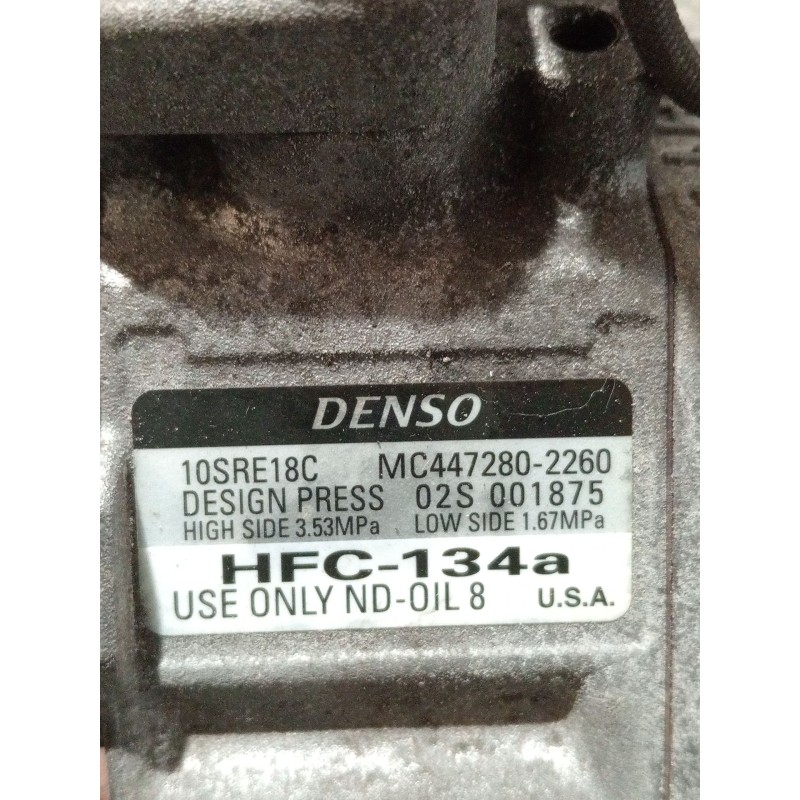 DENSO
10SRE18C MC447280-2260
DESIGN PRESS 02S 001875
HIGH SIDE 3.53MPa LOW SIDE 1.67MPa
HFC-134a
USE ONLY ND-OIL 8 U.S.A.